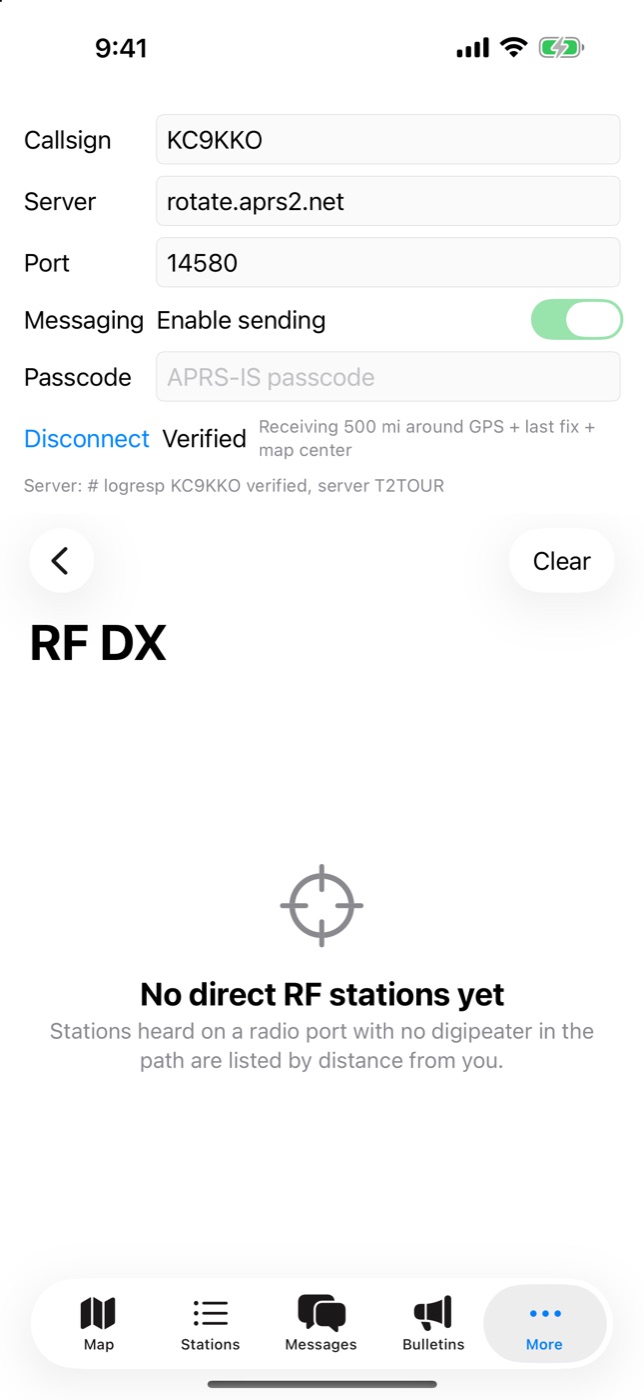 9:41
Callsign KC9KKO
Server rotate.aprs2.net
Port 14580
Messaging Enable sending
Passcode APRS-IS passcode
Disconnect Verified Receiving 500 mi around GPS + last fix +
map center
Server: # logresp KC9KKO verified, server T2TOUR
Clear
RF DX
No direct RF stations yet
Stations heard on a radio port with no digipeater in the
path are listed by distance from you.
Map Stations Messages Bulletins More